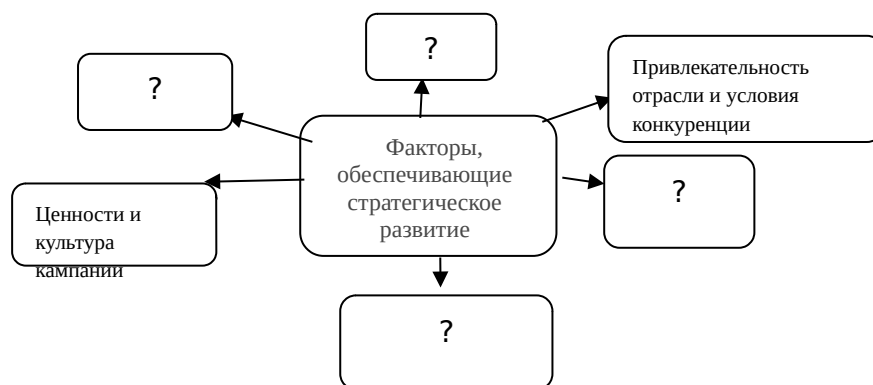 ?
?
Привлекательность
отрасли и условия
конкуренции
Факторы,
обеспечивающие
стратегическое
развитие
?
Ценности и
культура
кампании
?